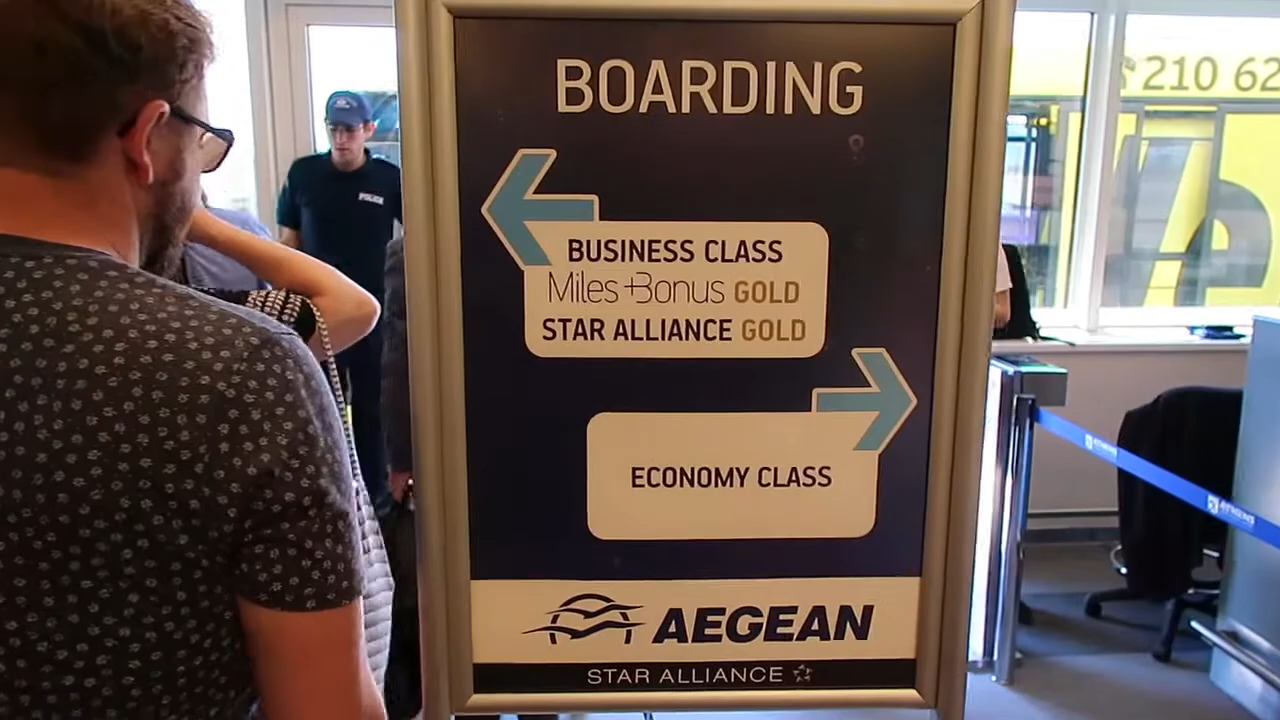 BOARDING
BUSINESS CLASS
Miles+Bonus GOLD
STAR ALLIANCE GOLD
ECONOMY CLASS
AEGEAN
STAR ALLIANCE
POLICE
210 62